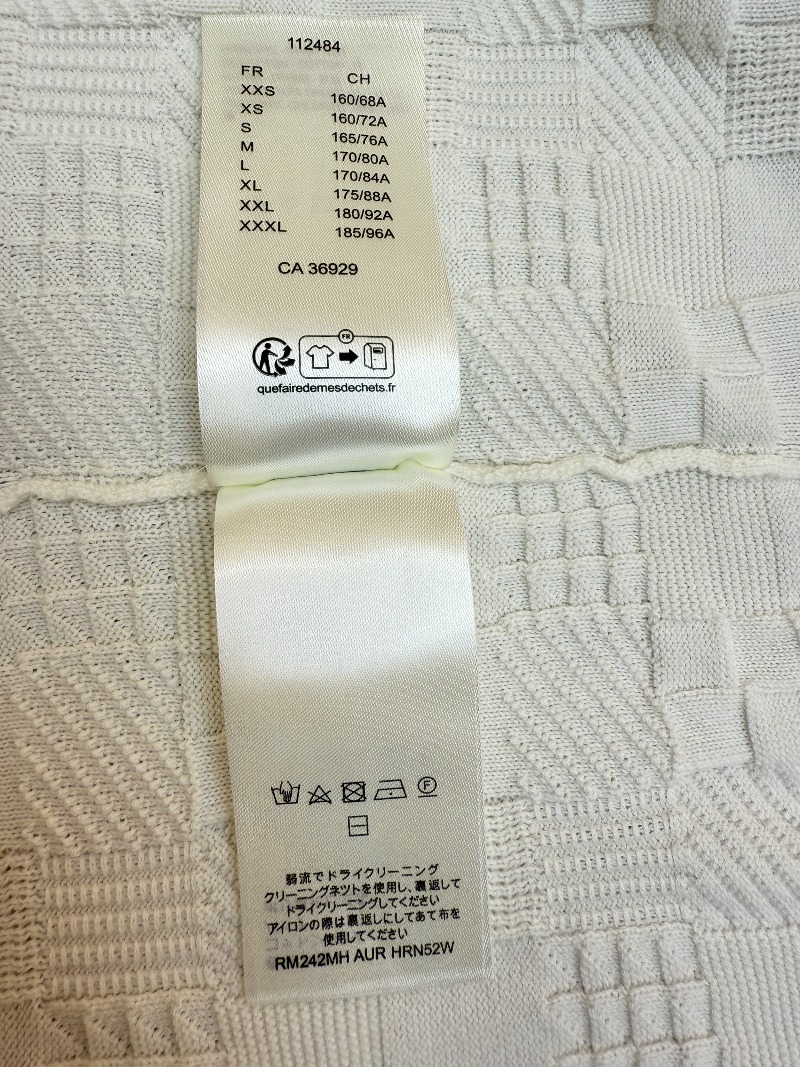 112484
FR CH
XXS 160/68A
XS 160/72A
S 165/76A
M 170/80A
L 170/84A
XL 175/88A
XXL 180/92A
XXXL 185/96A
CA 36929
FR
quefairedemesdechets.fr
F
弱流でドライクリーニング
クリーニングネツトを使用し、裏返して
ドライクリーニングしてください
アイロンの際は裏返しにしてあて布を
使用してください
RM242MH AUR HRN52W